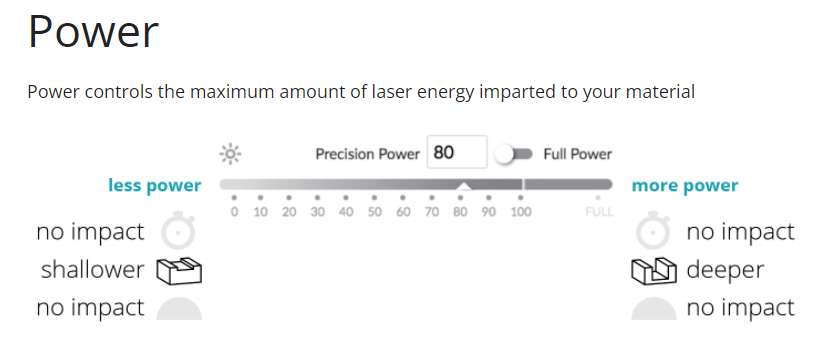 Power
Power controls the maximum amount of laser energy imparted to your material
Precision Power 80 Full Power
less power more power
0 10 20 30 40 50 60 70 80 90 100 FULL
no impact no impact
shallower deeper
no impact no impact